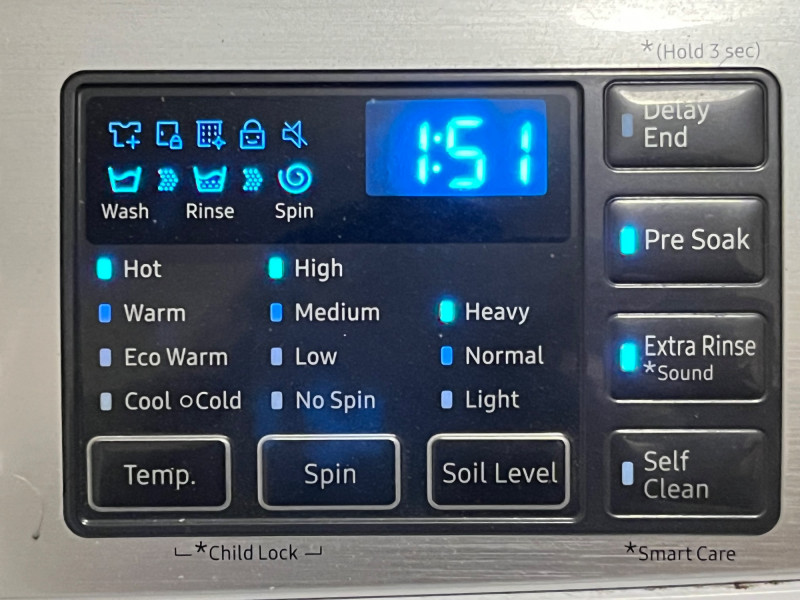 *(Hold 3 sec)
1:51
Wash Rinse Spin
Delay
End
Pre Soak
Extra Rinse
*Sound
Self
Clean
Hot
Warm
Eco Warm
Cool ○Cold
High
Medium
Low
No Spin
Heavy
Normal
Light
Temp.
Spin
Soil Level
*Child Lock
*Smart Care